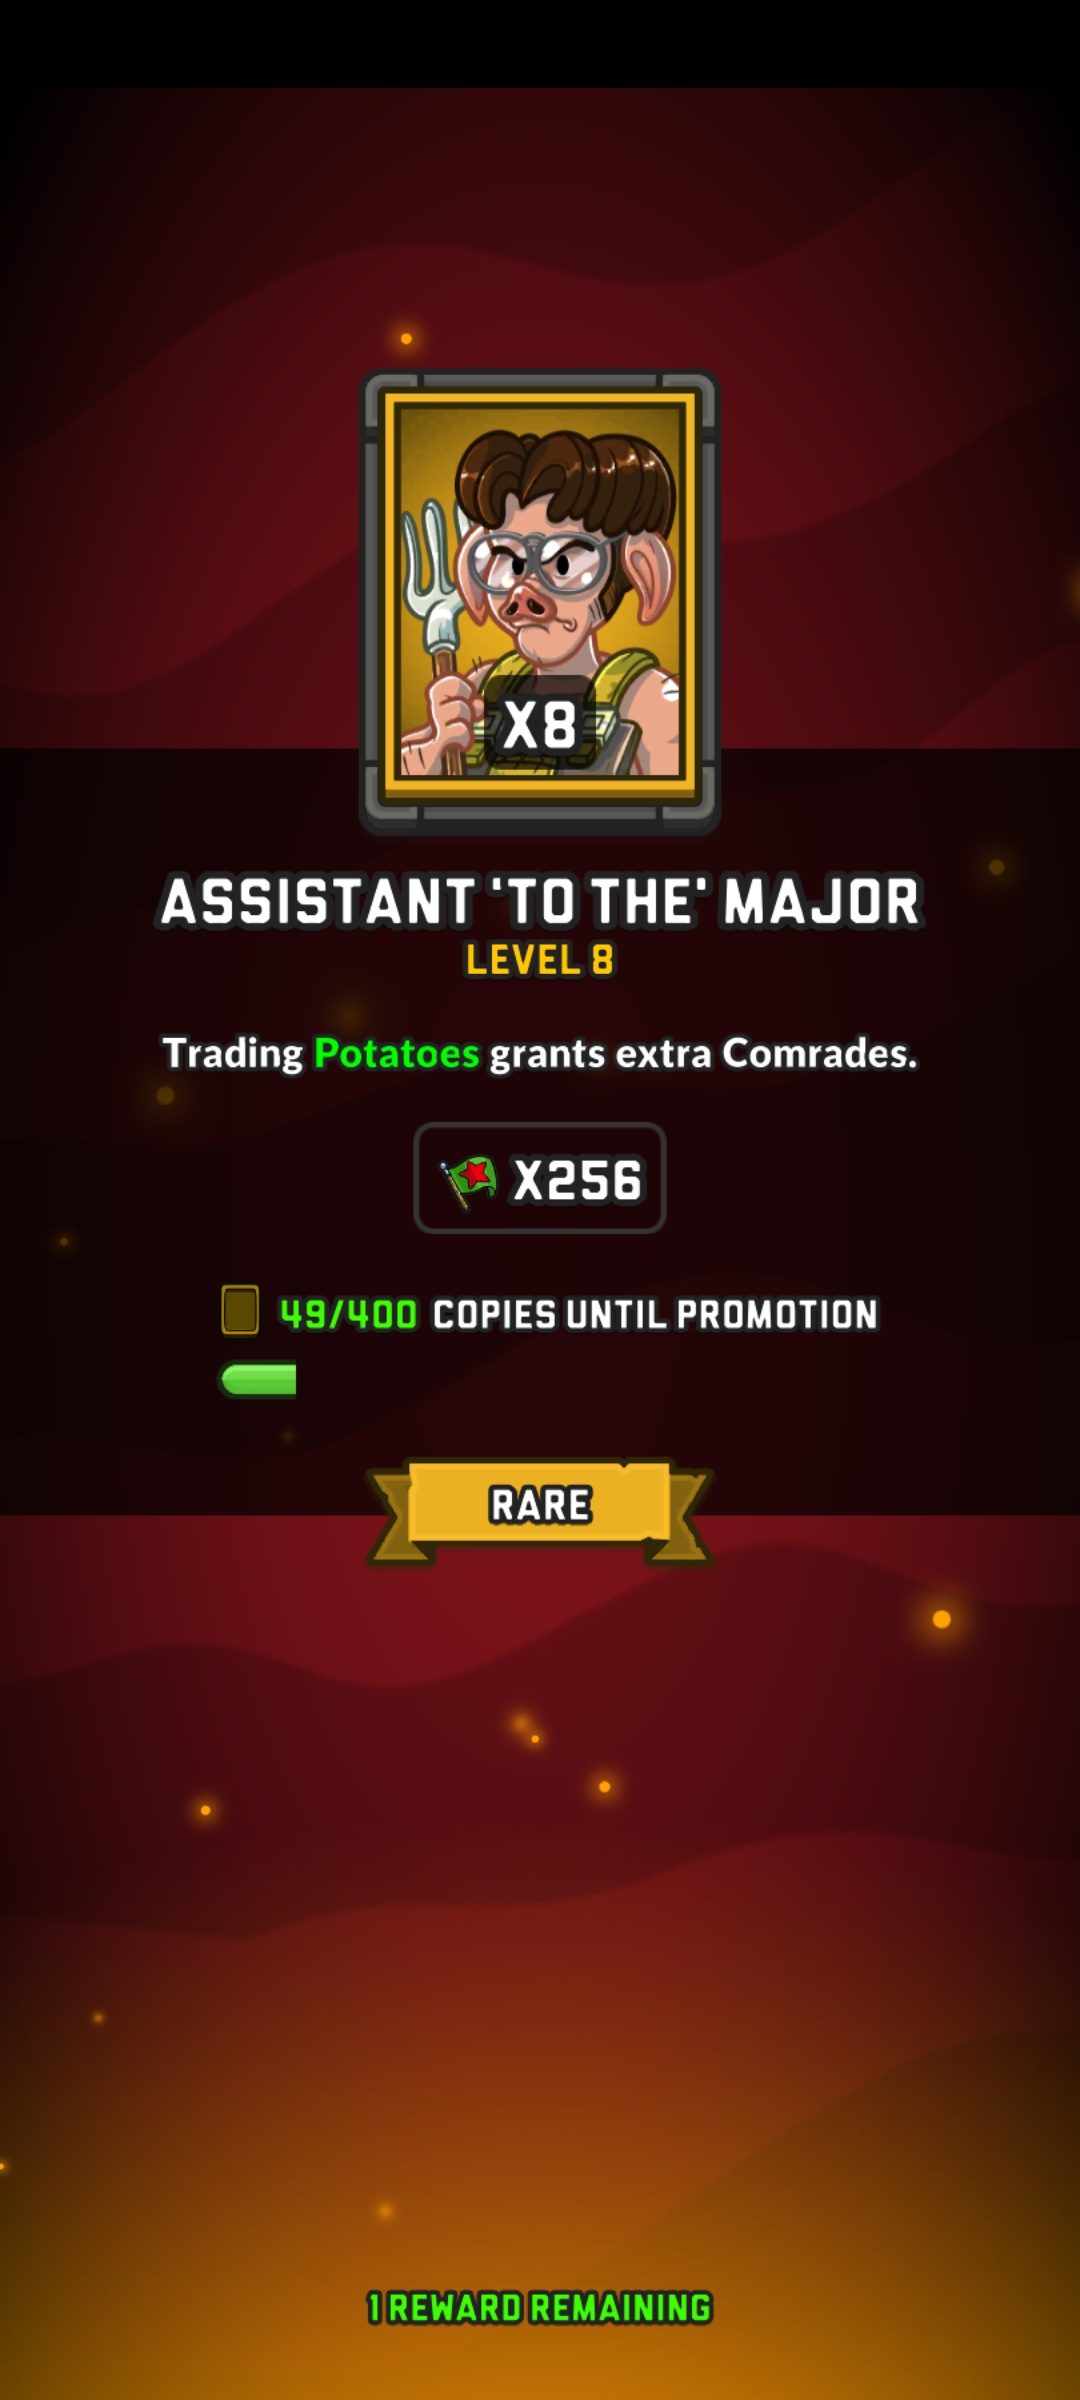 X8
ASSISTANT 'TO THE' MAJOR
LEVEL 8
Trading Potatoes grants extra Comrades.
X256
49/400 COPIES UNTIL PROMOTION
RARE
1 REWARD REMAINING